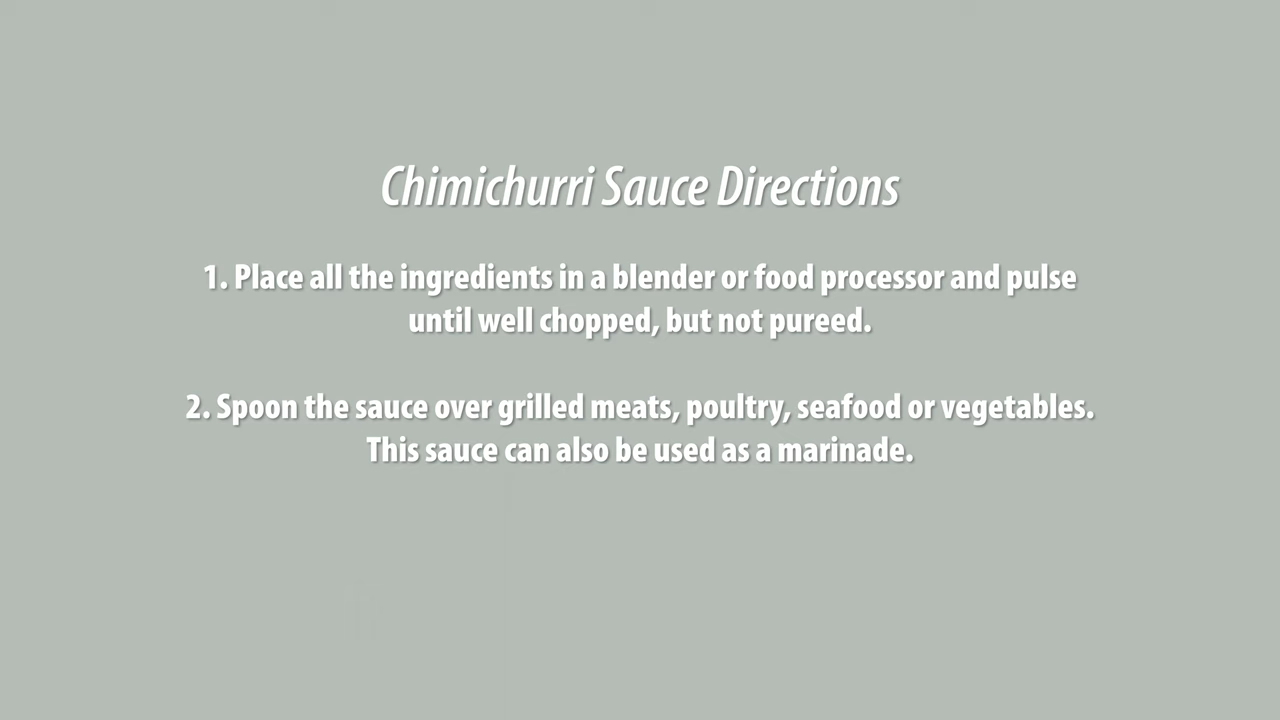 Chimichurri Sauce Directions
1. Place all the ingredients in a blender or food processor and pulse
until well chopped, but not pureed.
2. Spoon the sauce over grilled meats, poultry, seafood or vegetables.
This sauce can also be used as a marinade.